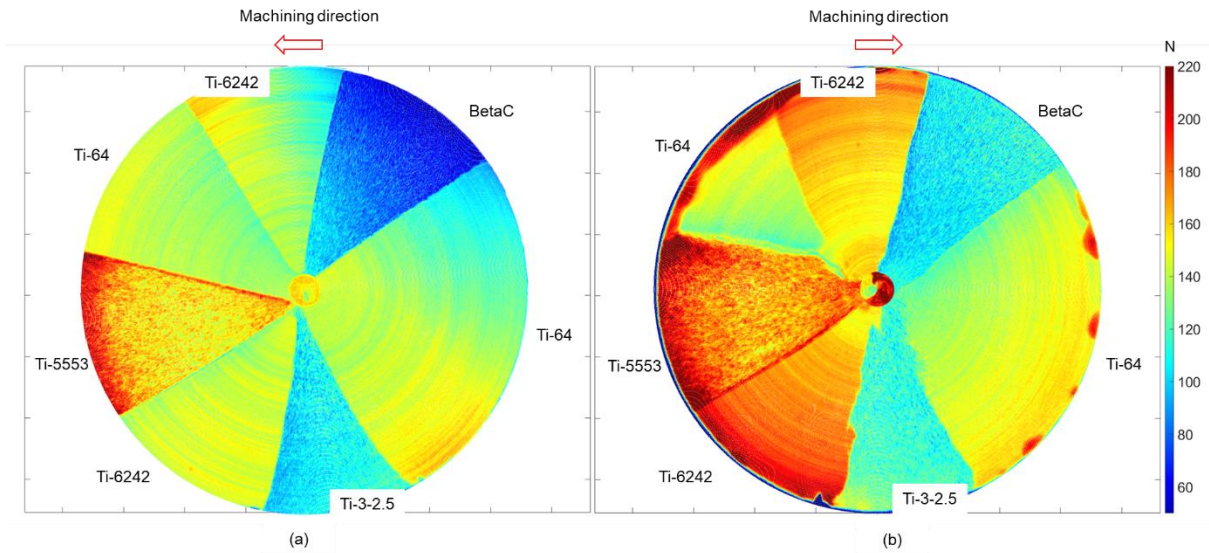 Machining direction
Machining direction
N
Ti-6242
BetaC
Ti-64
Ti-64
Ti-5553
Ti-6242
Ti-3-2.5
(a)
Ti-6242
BetaC
Ti-64
Ti-64
Ti-5553
Ti-6242
Ti-3-2.5
(b)
220
200
180
160
140
120
100
80
60